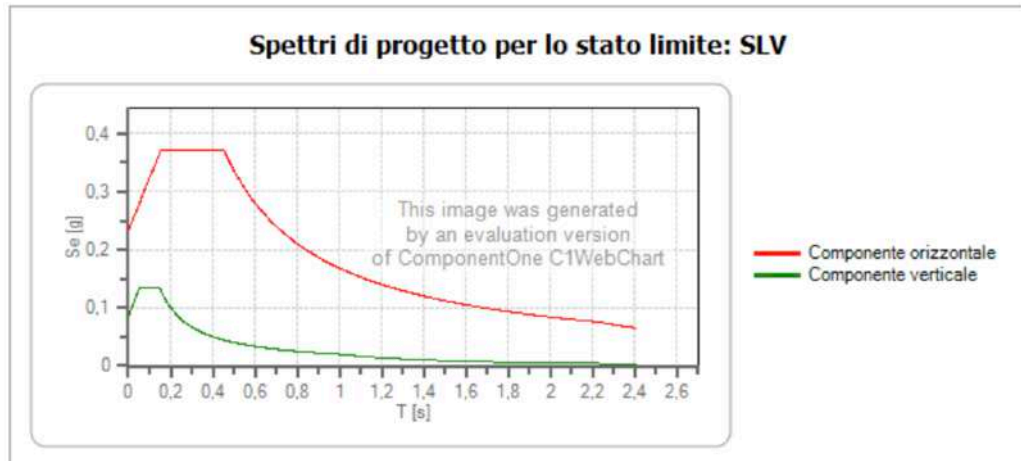 Spettri di progetto per lo stato limite: SLV
0,4
0,3
0,2
0,1
0
Se [g]
This image was generated
by an evaluation version
of ComponentOne C1WebChart
0 0,2 0,4 0,6 0,8 1 1,2 1,4 1,6 1,8 2 2,2 2,4 2,6
T [s]
Componente orizzontale
Componente verticale